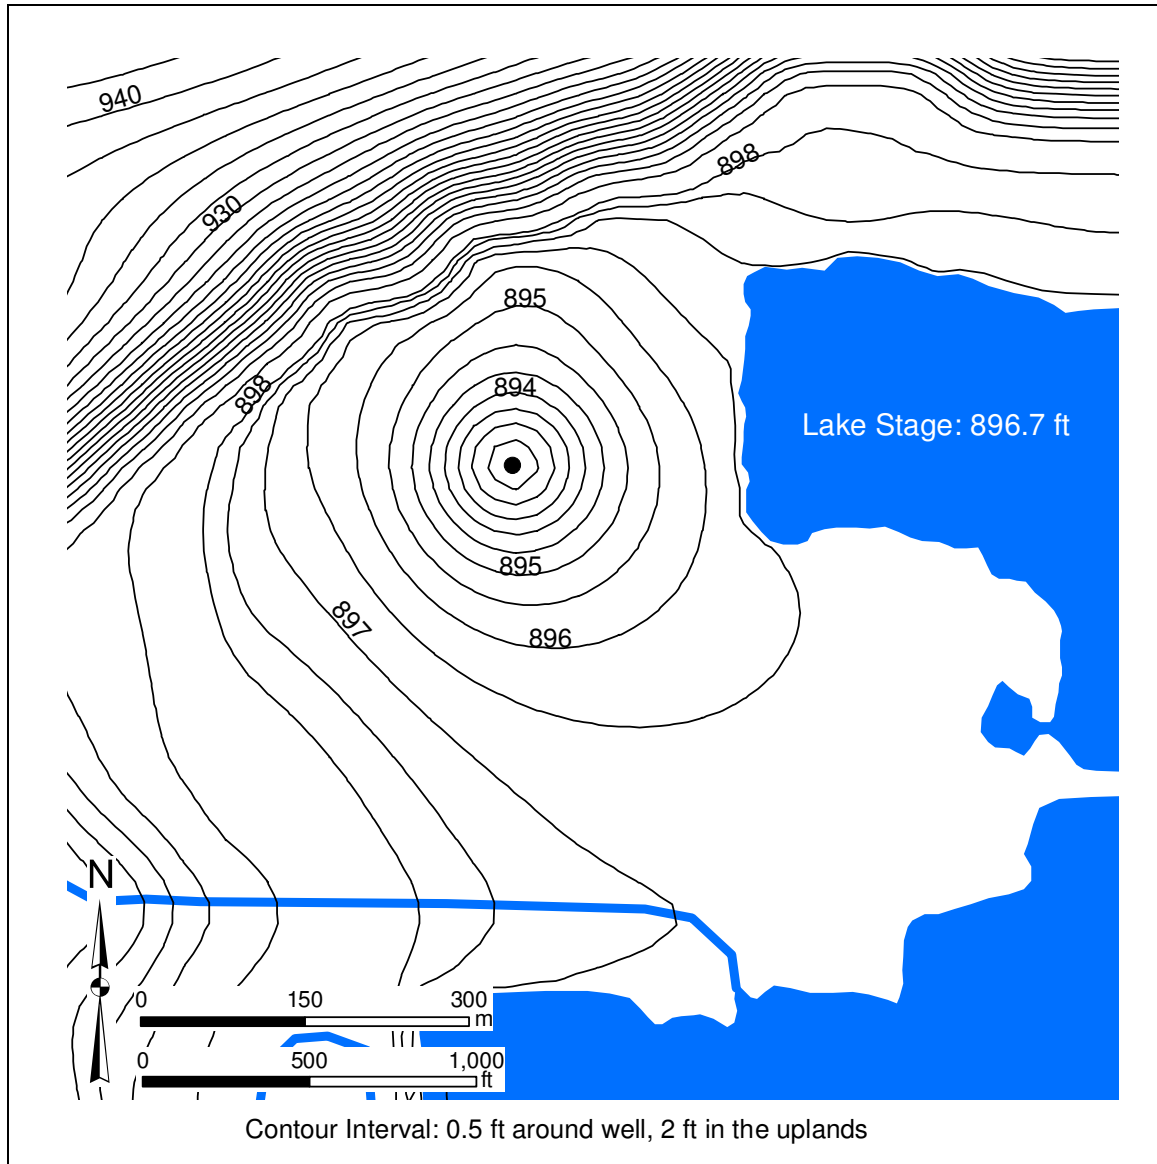 940
898
930
895
894
898
Lake Stage: 896.7 ft
895
897
896
N
0 150 300
m
0 500 1,000
ft
Contour Interval: 0.5 ft around well, 2 ft in the uplands